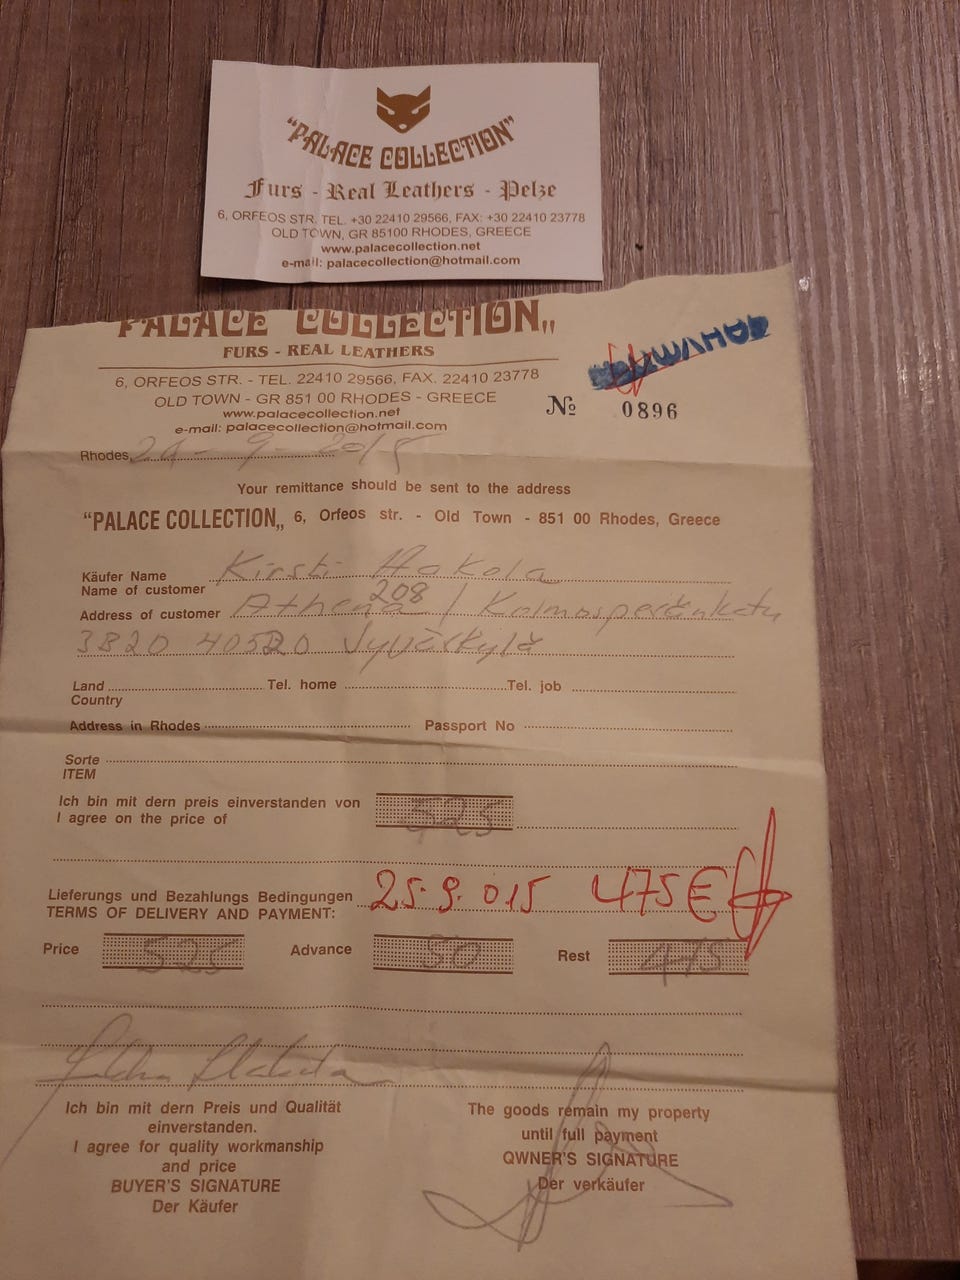 "PALACE COLLECTION"
Furs - Real Leathers - Pelze
6, ORFEOS STR. TEL. +30 22410 29566, FAX: +30 22410 23778
OLD TOWN, GR 85100 RHODES, GREECE
www.palacecollection.net
e-mail: palacecollection@hotmail.com
PALACE COLLECTION„
FURS - REAL LEATHERS
6, ORFEOS STR. - TEL. 22410 29566, FAX. 22410 23778
OLD TOWN - GR 851 00 RHODES - GREECE
www.palacecollection.net
e-mail: palacecollection@hotmail.com
№ 0896
Rhodes, 9 - 2015
Your remittance should be sent to the address
“PALACE COLLECTION„ 6, Orfeos str. - Old Town - 851 00 Rhodes, Greece
Käufer Name Kirsti Hakola
Name of customer
208
Address of customer Athena /
40520 Jyväskylä
Land Tel. home Tel. job
Country
Address in Rhodes Passport No
Sorte
ITEM
Ich bin mit dern preis einverstanden von 525
I agree on the price of
Lieferungs und Bezahlungs Bedingungen 25.9.015 475€
TERMS OF DELIVERY AND PAYMENT:
Price 525 Advance 50 Rest 475
Ich bin mit dern Preis und Qualität
einverstanden.
I agree for quality workmanship
and price
BUYER'S SIGNATURE
Der Käufer
The goods remain my property
until full payment
QWNER'S SIGNATURE
Der verkäufer